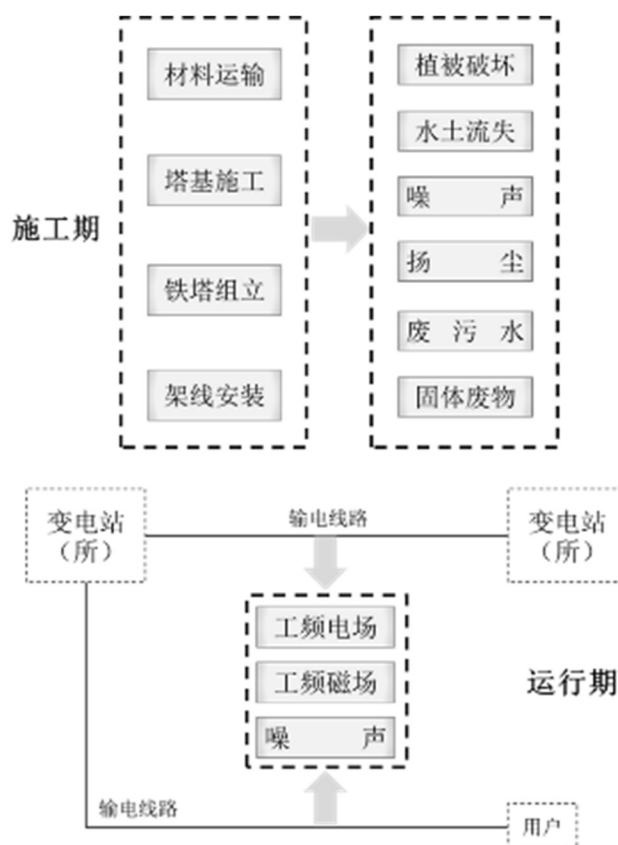 施工期
材料运输
塔基施工
铁塔组立
架线安装
植被破坏
水土流失
噪 声
扬 尘
废 污 水
固体废物
变电站
（所）
输电线路
变电站
（所）
工频电场
工频磁场
噪 声
运行期
输电线路
用户